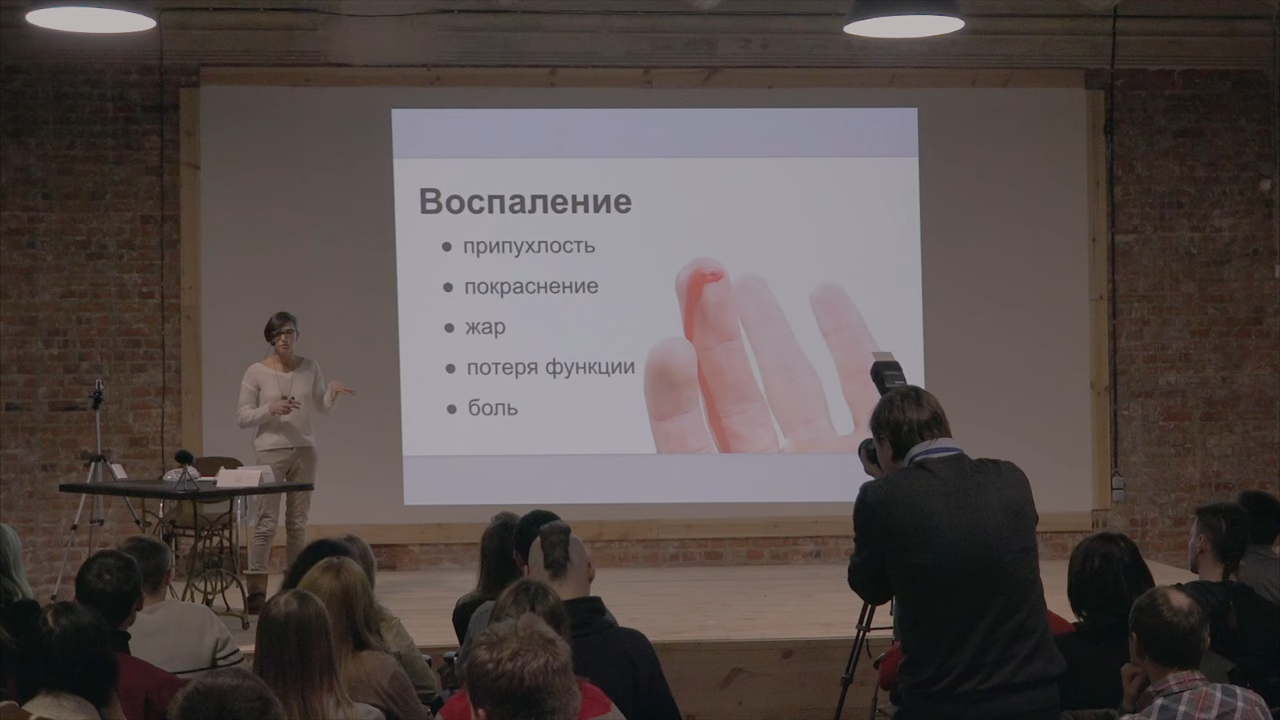 Воспаление
припухлость
покраснение
жар
потеря функции
боль